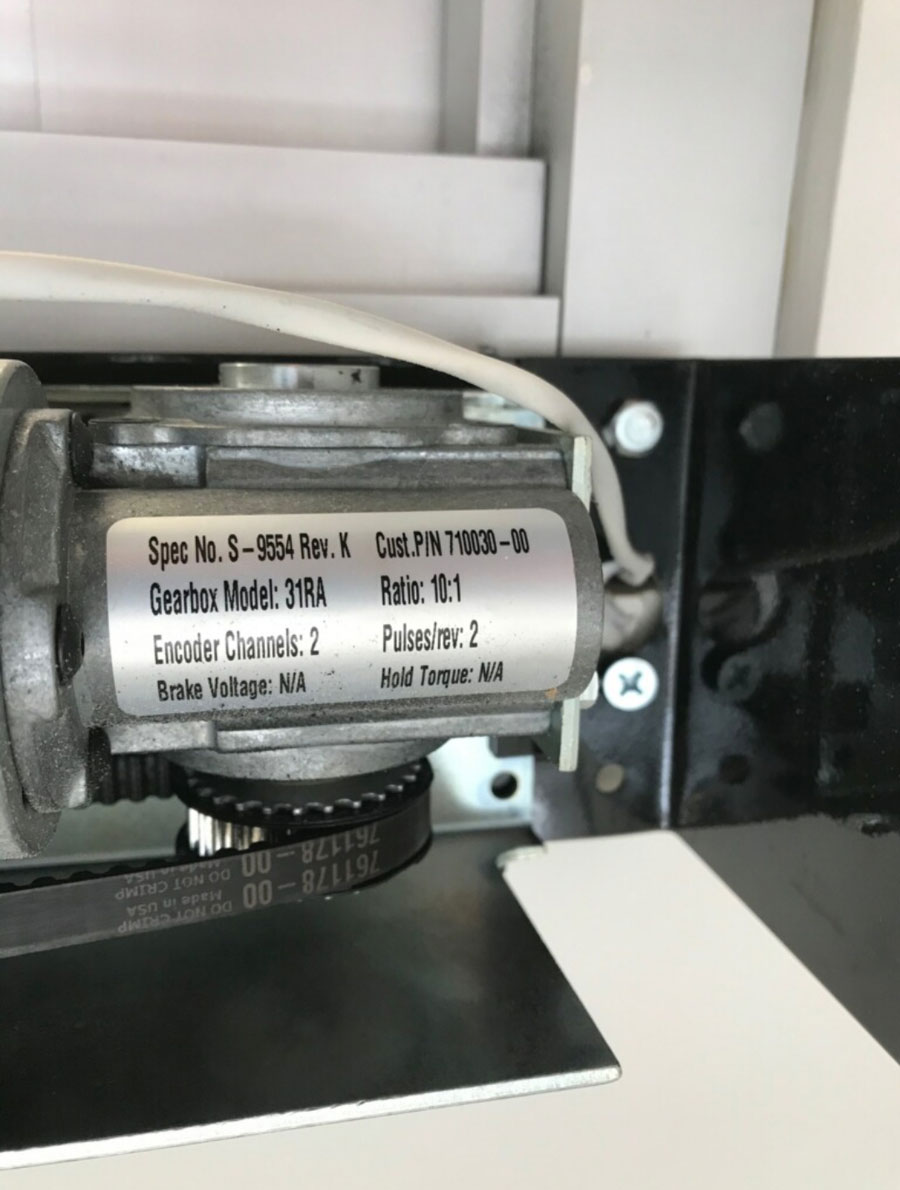 Spec No. S-9554 Rev. K Cust.P/N 710030-00
Gearbox Model: 31RA Ratio: 10:1
Encoder Channels: 2 Pulses/rev: 2
Brake Voltage: N/A Hold Torque: N/A
761178-00
Made in USA
DO NOT CRIMP
761178-00
Made in USA
DO NOT CRIMP